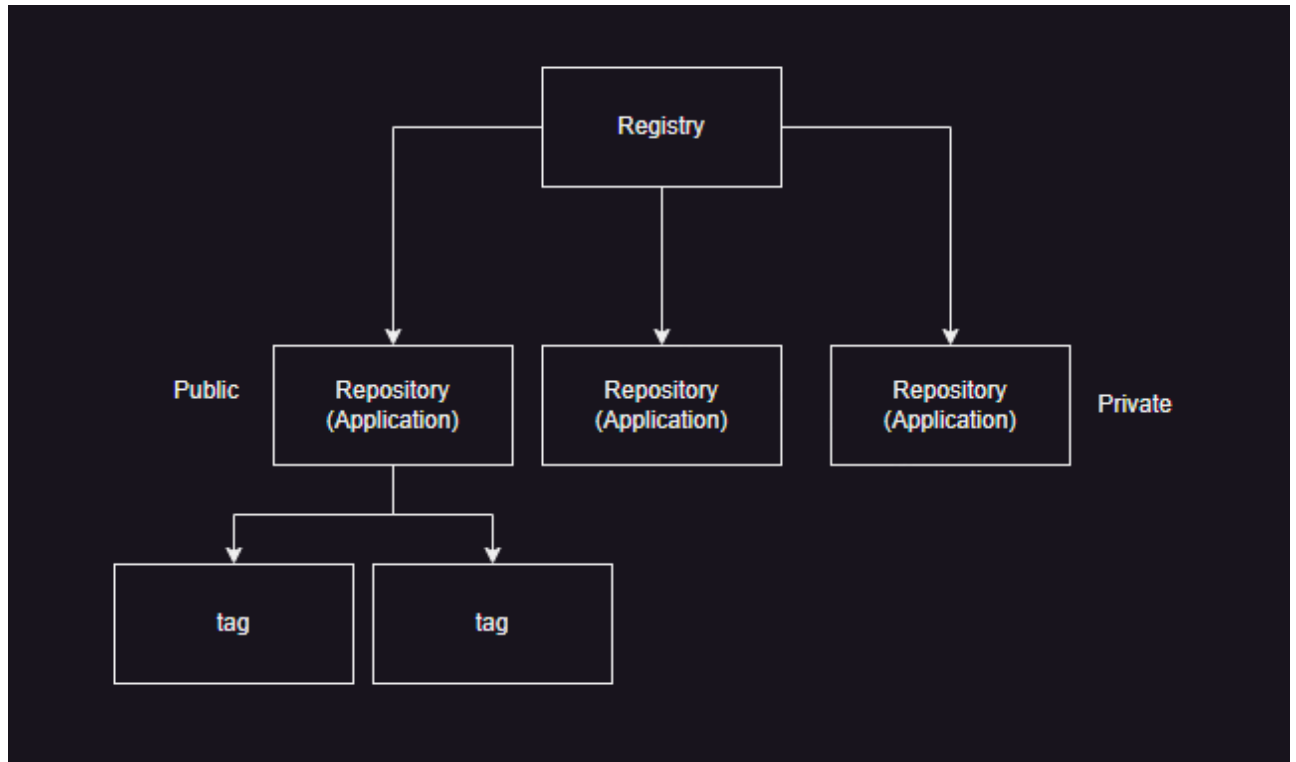 Registry
Public
Repository
(Application)
Repository
(Application)
Repository
(Application)
Private
tag
tag